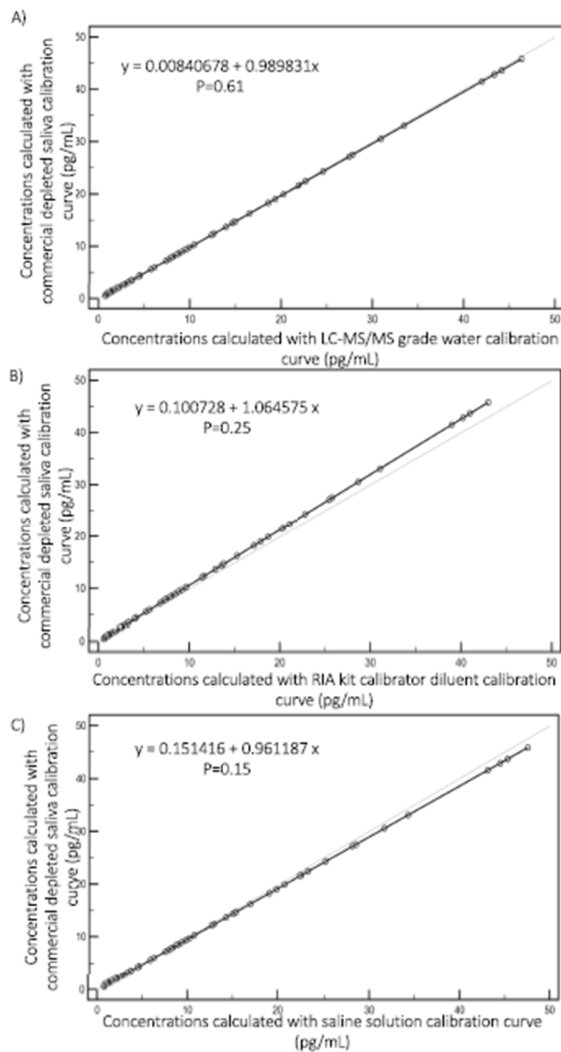 A)
Concentrations calculated with
commercial depleted saliva calibration
curve (pg/mL)
50
40
30
20
10
0
y = 0.00840678 + 0.989831x
P=0.61
0 10 20 30 40 50
Concentrations calculated with LC-MS/MS grade water calibration
curve (pg/mL)
B)
Concentrations calculated with
commercial depleted saliva calibration
curve (pg/mL)
50
40
30
20
10
0
y = 0.100728 + 1.064575 x
P=0.25
0 10 20 30 40 50
Concentrations calculated with RIA kit calibrator diluent calibration
curve (pg/mL)
C)
Concentrations calculated with
commercial depleted saliva calibration
curve (pg/mL)
50
40
30
20
10
0
y = 0.151416 + 0.961187 x
P=0.15
0 10 20 30 40 50
Concentrations calculated with saline solution calibration curve
(pg/mL)